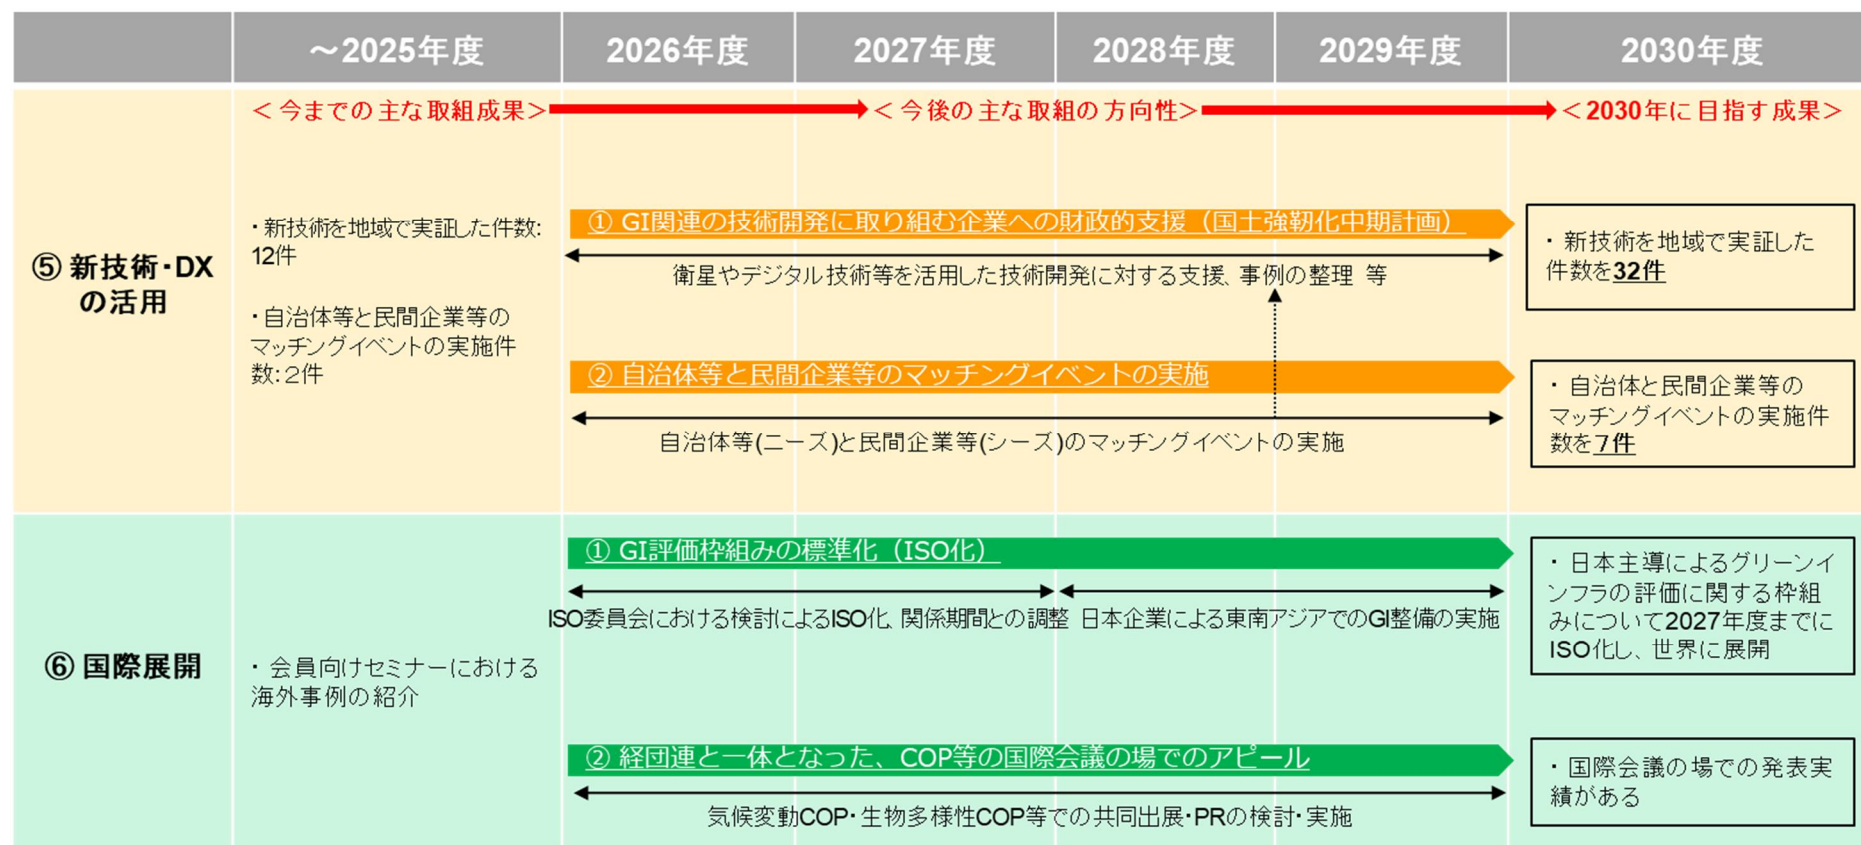 ～2025年度
2026年度
2027年度
2028年度
2029年度
2030年度
＜今までの主な取組成果＞
＜今後の主な取組の方向性＞
＜2030年に目指す成果＞
⑤ 新技術・DX
の活用
・新技術を地域で実証した件数：
12件
・自治体等と民間企業等の
マッチングイベントの実施件
数：２件
① GI関連の技術開発に取り組む企業への財政的支援（国土強靭化中期計画）
衛星やデジタル技術等を活用した技術開発に対する支援、事例の整理 等
② 自治体等と民間企業等のマッチングイベントの実施
自治体等(ニーズ)と民間企業等(シーズ)のマッチングイベントの実施
・ 新技術を地域で実証した
件数を32件
・ 自治体と民間企業等の
マッチングイベントの実施件
数を７件
⑥ 国際展開
・ 会員向けセミナーにおける
海外事例の紹介
① GI評価枠組みの標準化（ISO化）
ISO委員会における検討によるISO化、関係期間との調整
日本企業による東南アジアでのGI整備の実施
② 経団連と一体となった、COP等の国際会議の場でのアピール
気候変動COP・生物多様性COP等での共同出展・PRの検討・実施
・ 日本主導によるグリーンイ
ンフラの評価に関する枠組
みについて2027年度までに
ISO化し、世界に展開
・ 国際会議の場での発表実
績がある